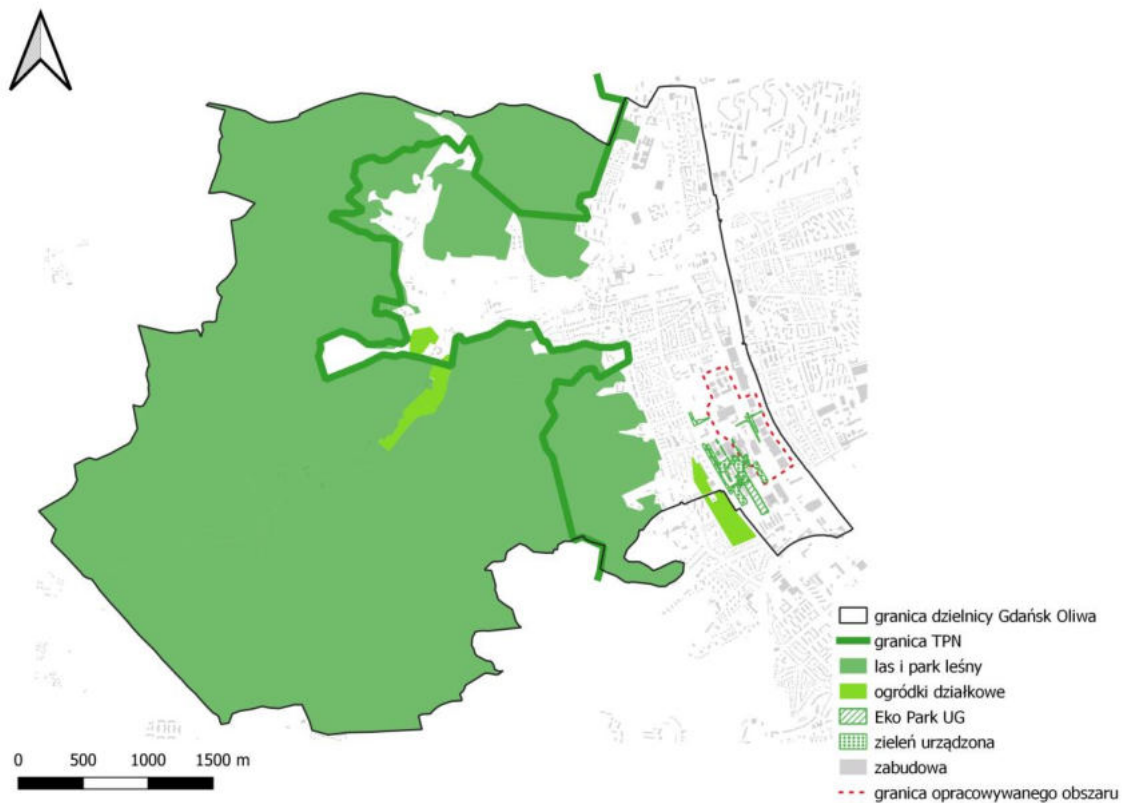 granica dzielnicy Gdańsk Oliwa
granica TPN
las i park leśny
ogródki działkowe
Eko Park UG
zieleń urządzona
zabudowa
granica opracowywanego obszaru
0 500 1000 1500 m